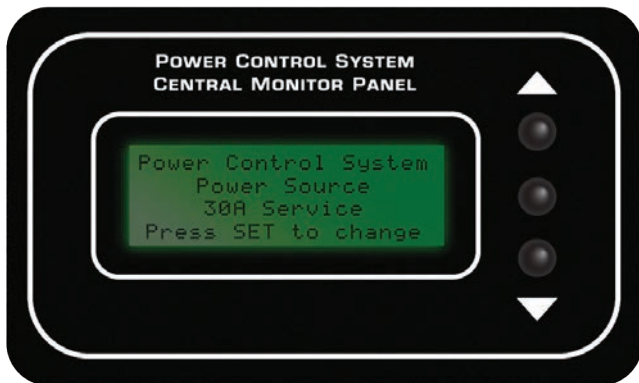 POWER CONTROL SYSTEM
CENTRAL MONITOR PANEL
Power Control System
Power Source
30A Service
Press SET to change